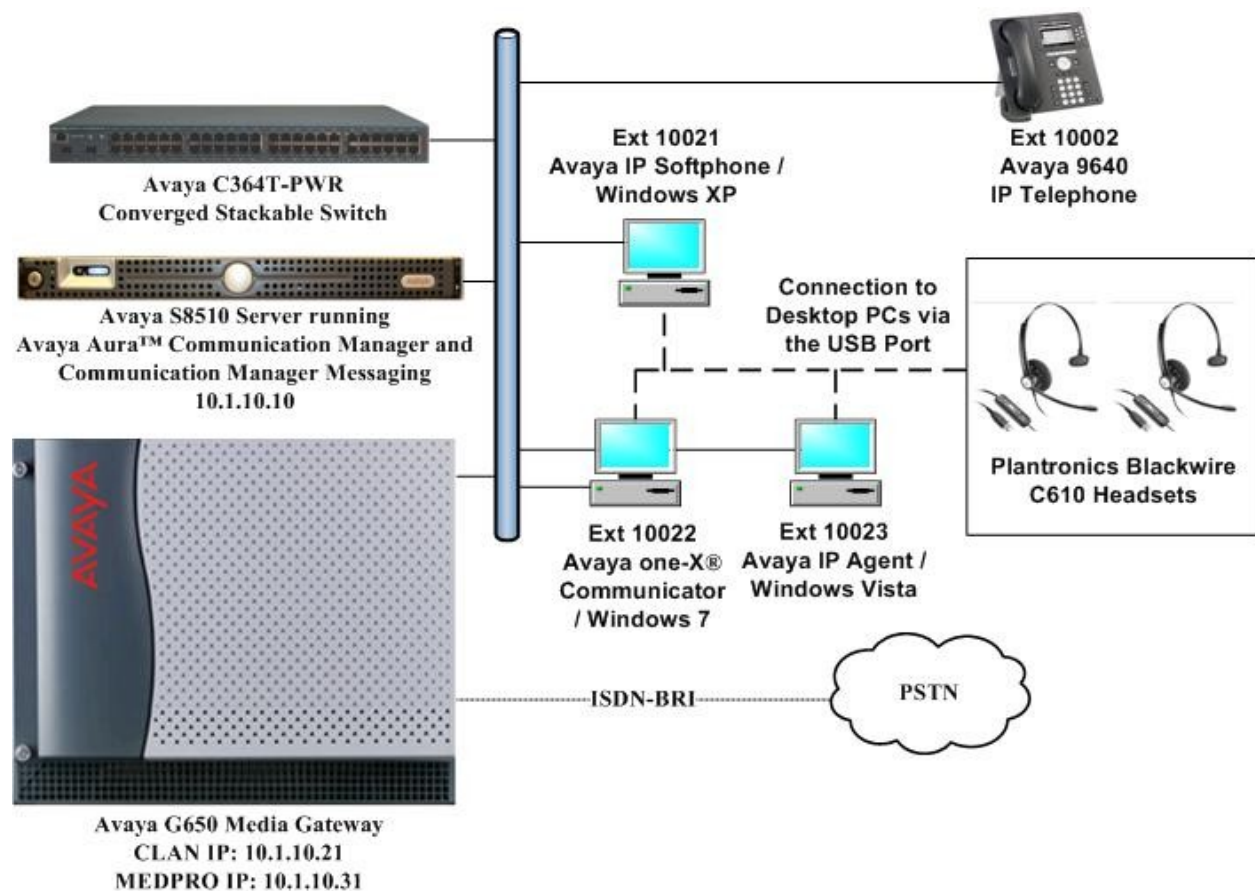 Ext 10021
Avaya IP Softphone /
Windows XP
Ext 10002
Avaya 9640
IP Telephone
Avaya C364T-PWR
Converged Stackable Switch
Avaya S8510 Server running
Avaya Aura™ Communication Manager and
Communication Manager Messaging
10.1.10.10
Connection to
Desktop PCs via
the USB Port
Plantronics Blackwire
C610 Headsets
AVAYA
Ext 10022
Avaya one-X®
Communicator
/ Windows 7
Ext 10023
Avaya IP Agent /
Windows Vista
ISDN-BRI
PSTN
Avaya G650 Media Gateway
CLAN IP: 10.1.10.21
MEDPRO IP: 10.1.10.31